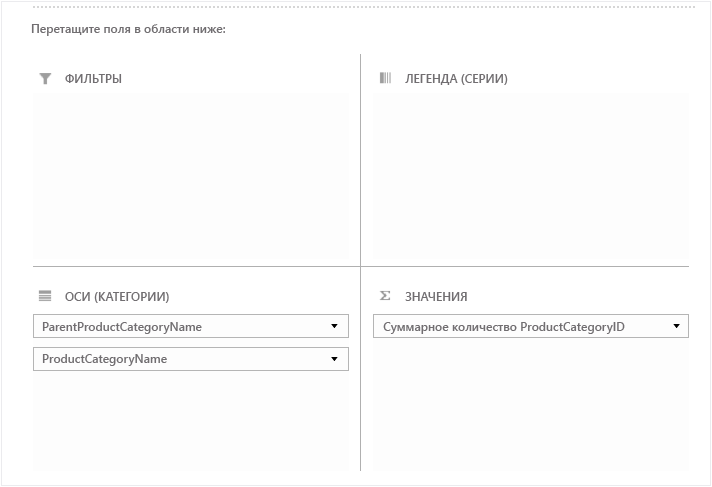 Перетащите поля в области ниже:
ФИЛЬТРЫ
ЛЕГЕНДА (СЕРИИ)
ОСИ (КАТЕГОРИИ)
ParentProductCategoryName
ProductCategoryName
ЗНАЧЕНИЯ
Суммарное количество ProductCategoryID